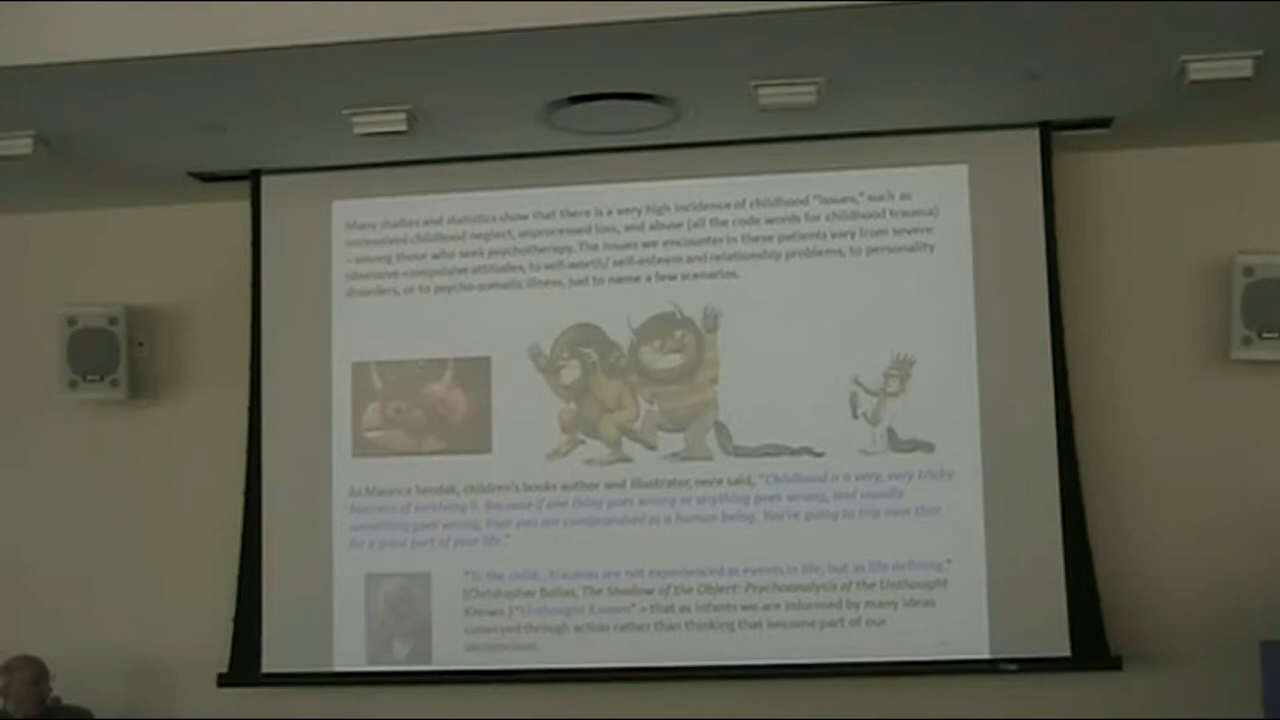 Many studies and statistics show that there is a very high incidence of childhood "issues," such as
unresolved childhood neglect, unprocessed loss, and abuse (all the code words for childhood trauma)
– among those who seek psychotherapy. The issues we encounter in these patients vary from severe
obsessive-compulsive attitudes, to self-worth/ self-esteem and relationship problems, to personality
disorders, or to psycho-somatic illness, just to name a few scenarios.
As Maurice Sendak, children's books author and illustrator, once said, "Childhood is a very, very tricky
business of surviving it. Because if one thing goes wrong or anything goes wrong, and usually
something goes wrong, then you are compromised as a human being. You're going to trip over that
for a good part of your life."
"To the child... traumas are not experienced as events in life, but as life defining."
(Christopher Bollas, The Shadow of the Object: Psychoanalysis of the Unthought
Known.) "Unthought Known" – that as infants we are informed by many ideas
conveyed through action rather than thinking that become part of our
unconscious.